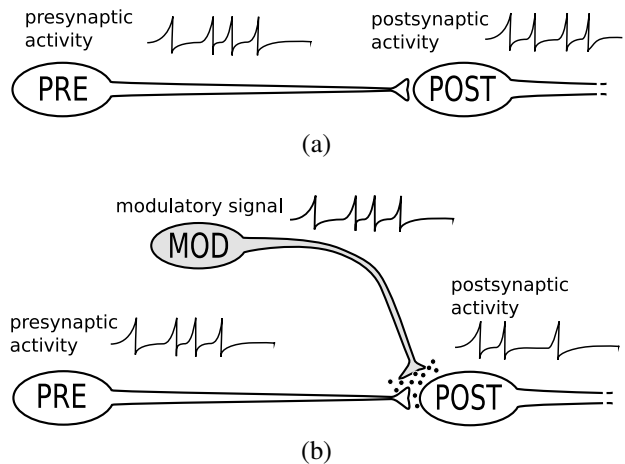 presynaptic
activity
postsynaptic
activity
PRE
POST
(a)
modulatory signal
MOD
presynaptic
activity
postsynaptic
activity
PRE
POST
(b)